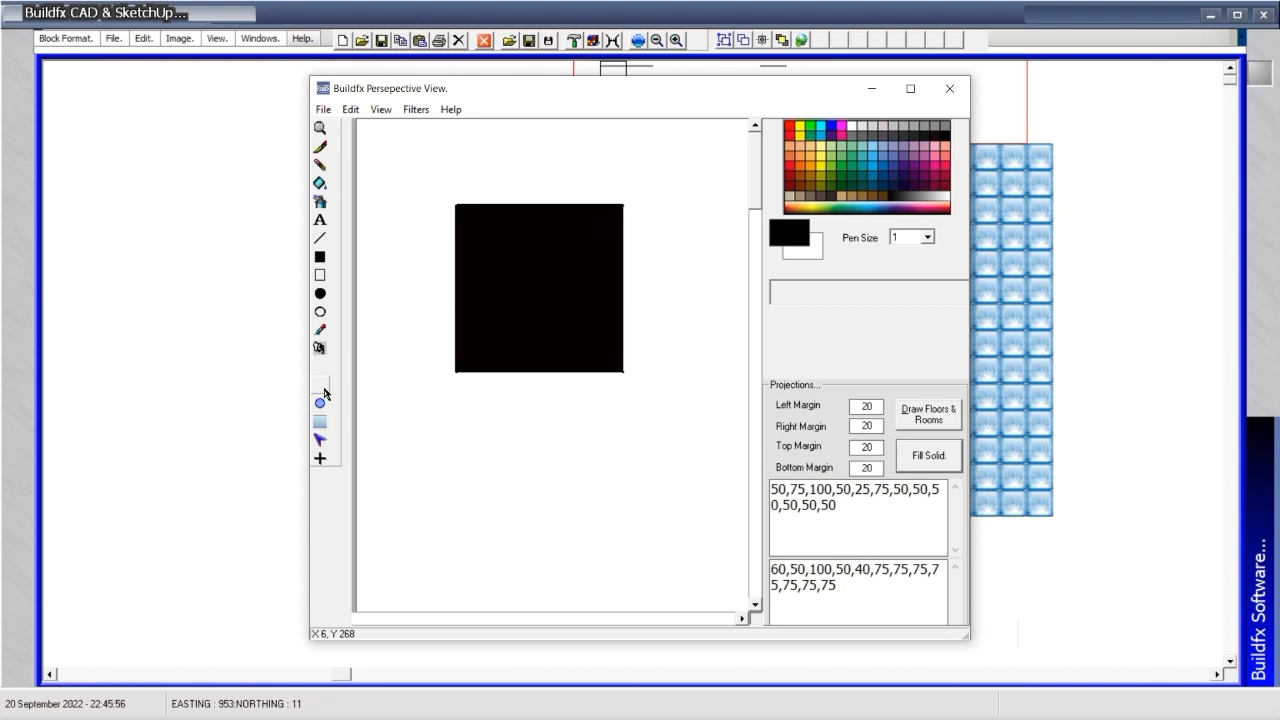 Buildfx CAD & SketchUp...
Block Format. File. Edit. Image. View. Windows. Help.
Buildfx Persepective View.
File Edit View Filters Help
A
Pen Size 1
Projections...
Left Margin 20
Right Margin 20
Top Margin 20
Bottom Margin 20
Draw Floors &
Rooms
Fill Solid.
50,75,100,50,25,75,50,50,5
0,50,50,50
60,50,100,50,40,75,75,75,7
5,75,75,75
X 6, Y 268
Buildfx Software...
20 September 2022 - 22:45:56 EASTING : 953:NORTHING : 11